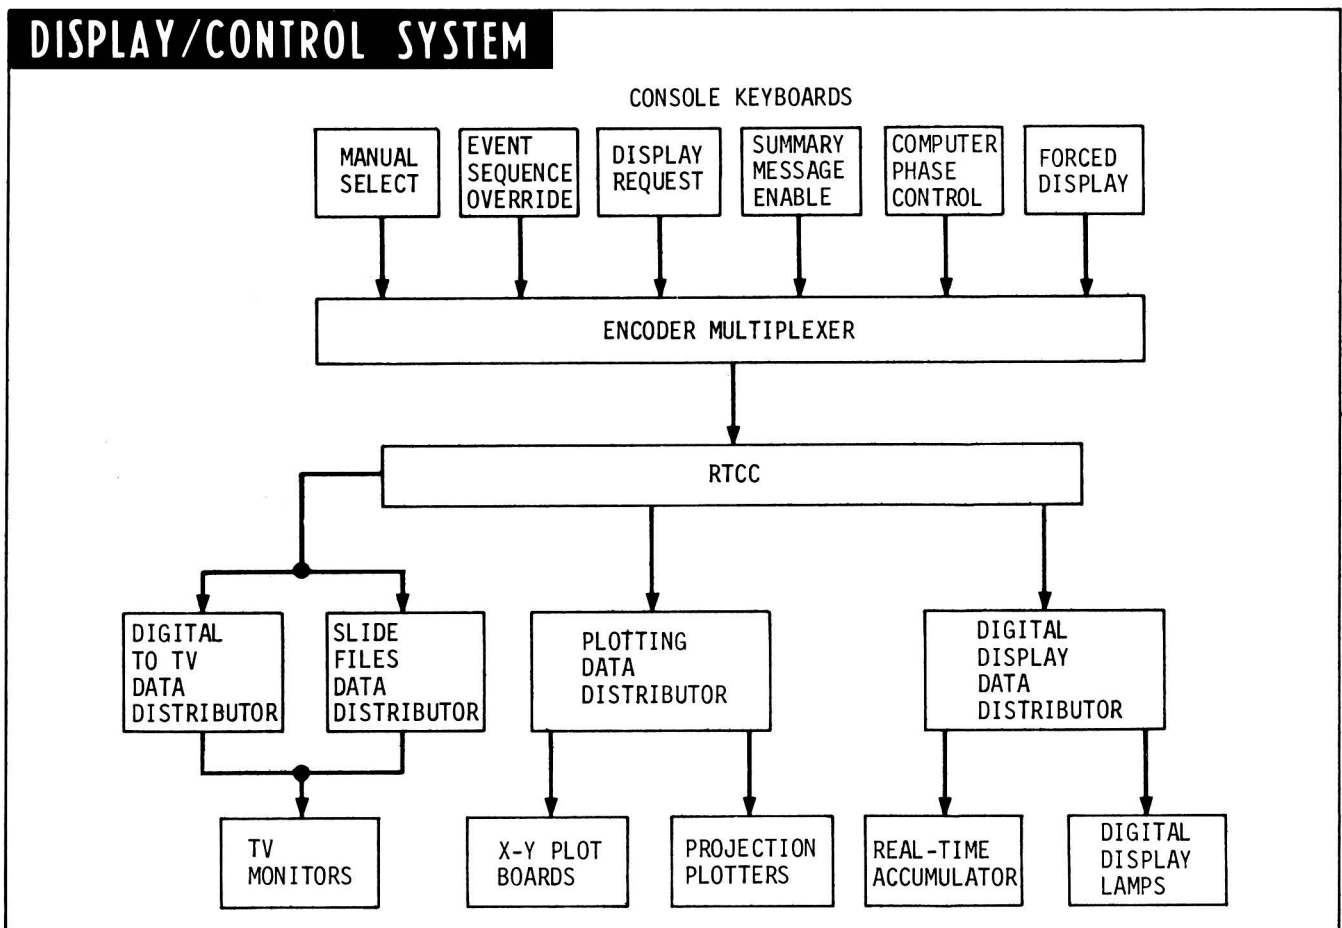 DISPLAY/CONTROL SYSTEM
CONSOLE KEYBOARDS
MANUAL
SELECT
EVENT
SEQUENCE
OVERRIDE
DISPLAY
REQUEST
SUMMARY
MESSAGE
ENABLE
COMPUTER
PHASE
CONTROL
FORCED
DISPLAY
ENCODER MULTIPLEXER
RTCC
DIGITAL
TO TV
DATA
DISTRIBUTOR
SLIDE
FILES
DATA
DISTRIBUTOR
PLOTTING
DATA
DISTRIBUTOR
DIGITAL
DISPLAY
DATA
DISTRIBUTOR
TV
MONITORS
X-Y PLOT
BOARDS
PROJECTION
PLOTTERS
REAL-TIME
ACCUMULATOR
DIGITAL
DISPLAY
LAMPS